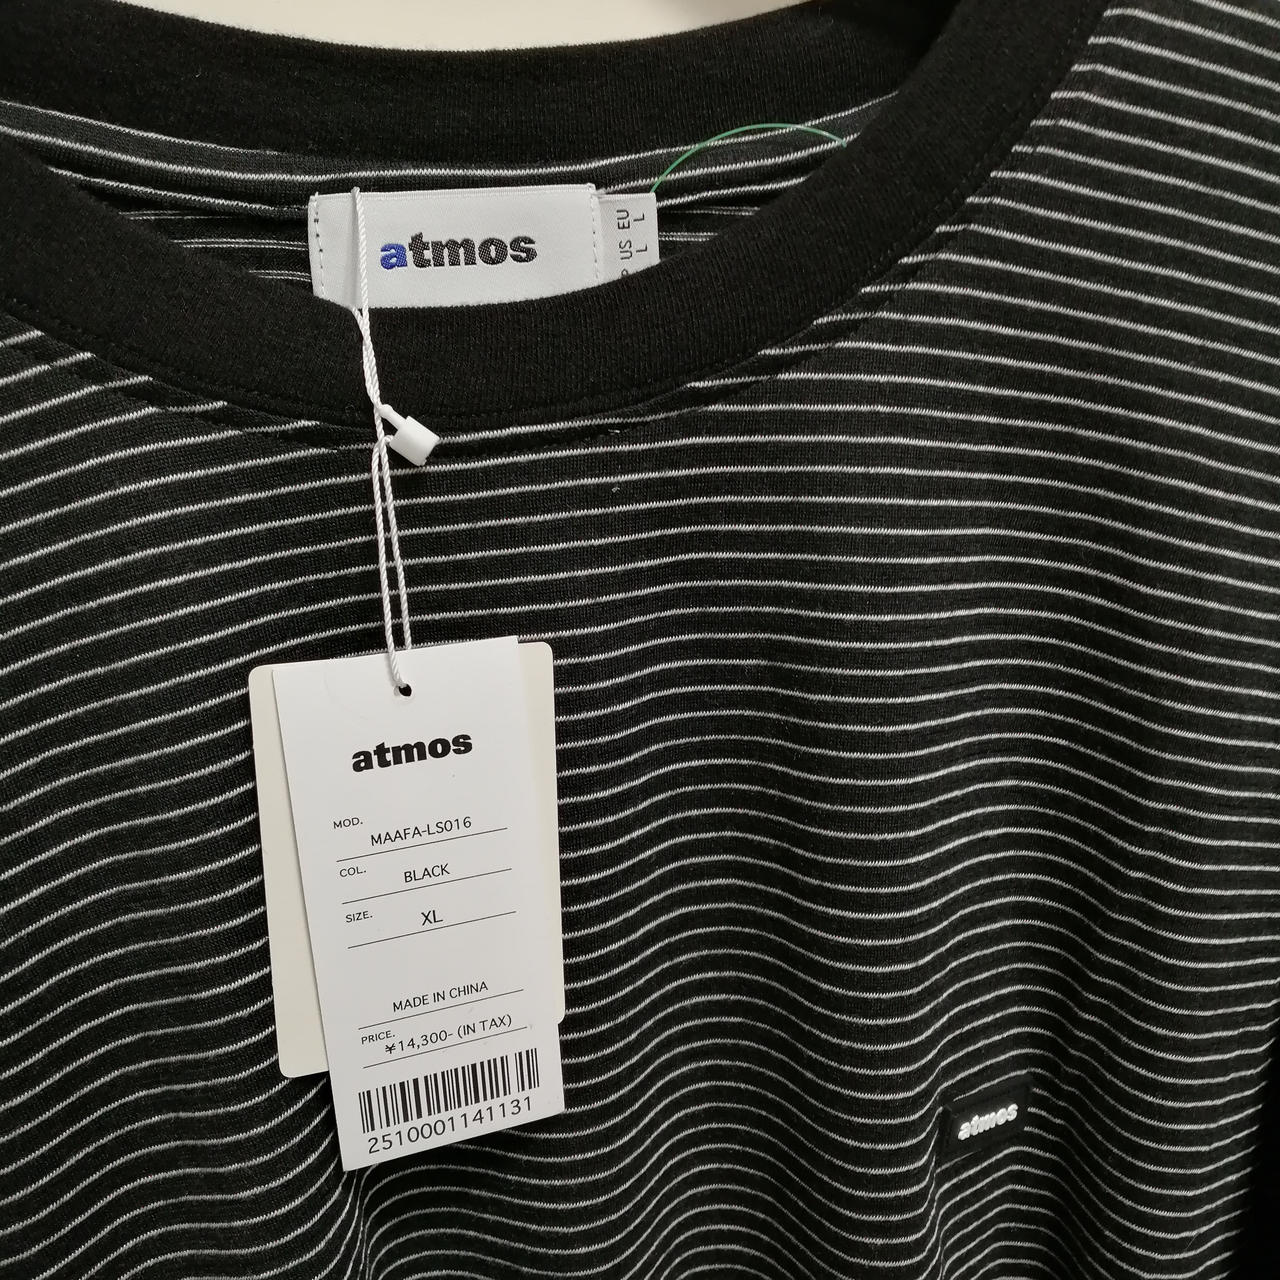 atmos
US EU
L L
atmos
MOD.
MAAFA-LS016
COL.
BLACK
SIZE.
XL
MADE IN CHINA
PRICE.
¥14,300- (IN TAX)
2510001141131
atmos